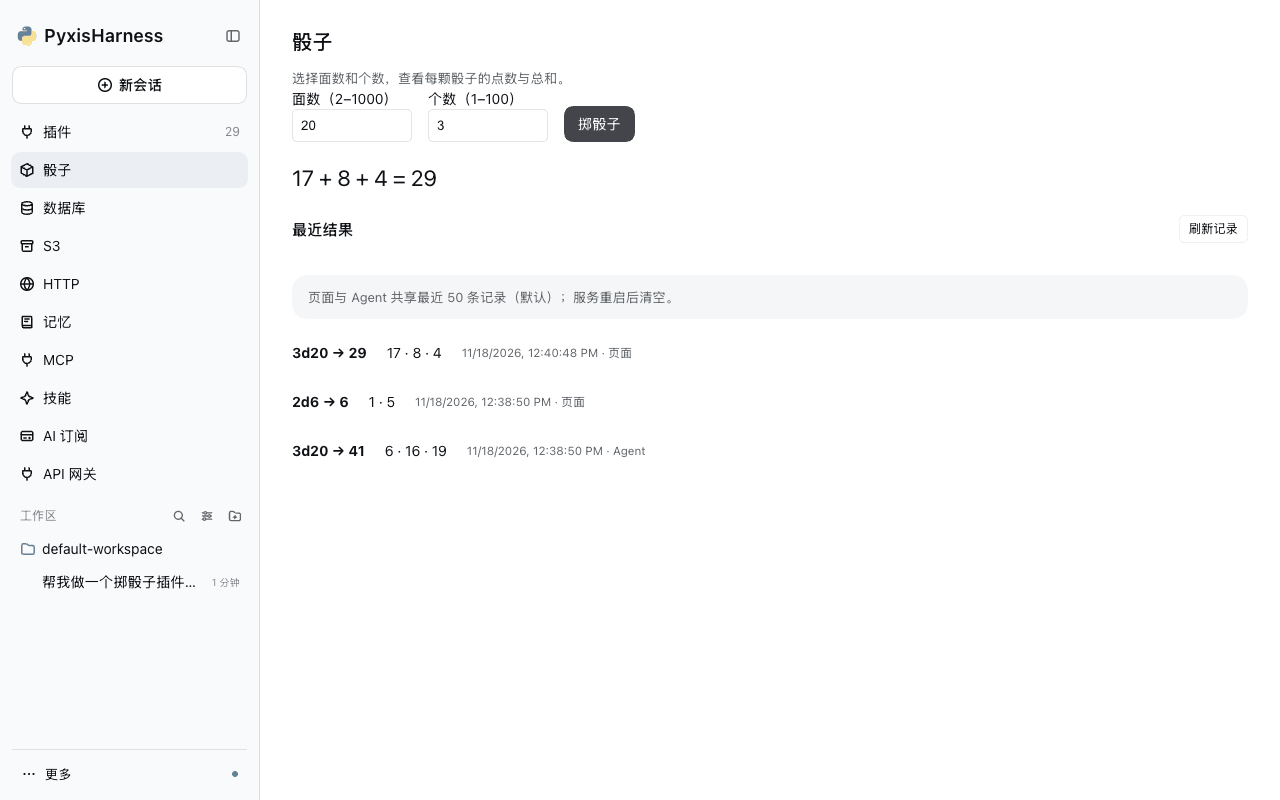 PyxisHarness
新会话
插件 29
骰子
数据库
S3
HTTP
记忆
MCP
技能
AI 订阅
API 网关
工作区
default-workspace
帮我做一个掷骰子插件... 1 分钟
更多
骰子
选择面数和个数，查看每颗骰子的点数与总和。
面数（2–1000） 个数（1–100）
20 3 掷骰子
17 + 8 + 4 = 29
最近结果 刷新记录
页面与 Agent 共享最近 50 条记录（默认）；服务重启后清空。
3d20 → 29 17 · 8 · 4 11/18/2026, 12:40:48 PM · 页面
2d6 → 6 1 · 5 11/18/2026, 12:38:50 PM · 页面
3d20 → 41 6 · 16 · 19 11/18/2026, 12:38:50 PM · Agent